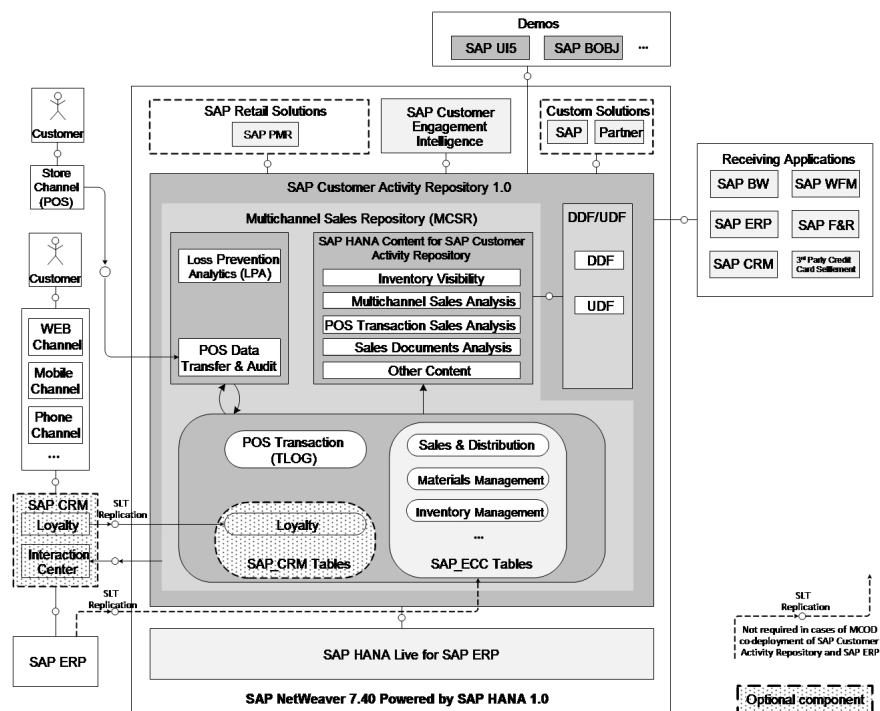 Demos
SAP UI5
SAP BOBJ
...
SAP Retail Solutions
SAP PMR
SAP Customer
Engagement
Intelligence
Custom Solutions
SAP
Partner
Customer
Store
Channel
(POS)
Customer
WEB
Channel
Mobile
Channel
Phone
Channel
...
SAP CRM
Loyalty
Interaction
Center
SAP ERP
SLT
Replication
SLT
Replication
SAP Customer Activity Repository 1.0
Multichannel Sales Repository (MCSR)
Loss Prevention
Analytics (LPA)
POS Data
Transfer & Audit
SAP HANA Content for SAP Customer
Activity Repository
Inventory Visibility
Multichannel Sales Analysis
POS Transaction Sales Analysis
Sales Documents Analysis
Other Content
DDF/UDF
DDF
UDF
POS Transaction
(TLOG)
Loyalty
SAP_CRM Tables
Sales & Distribution
Materials Management
Inventory Management
...
SAP_ECC Tables
SAP HANA Live for SAP ERP
SAP NetWeaver 7.40 Powered by SAP HANA 1.0
Receiving Applications
SAP BW
SAP WFM
SAP ERP
SAP F&R
SAP CRM
3rd Party Credit
Card Settlement
SLT
Replication
Not required in cases of MCOD
co-deployment of SAP Customer
Activity Repository and SAP ERP
Optional component